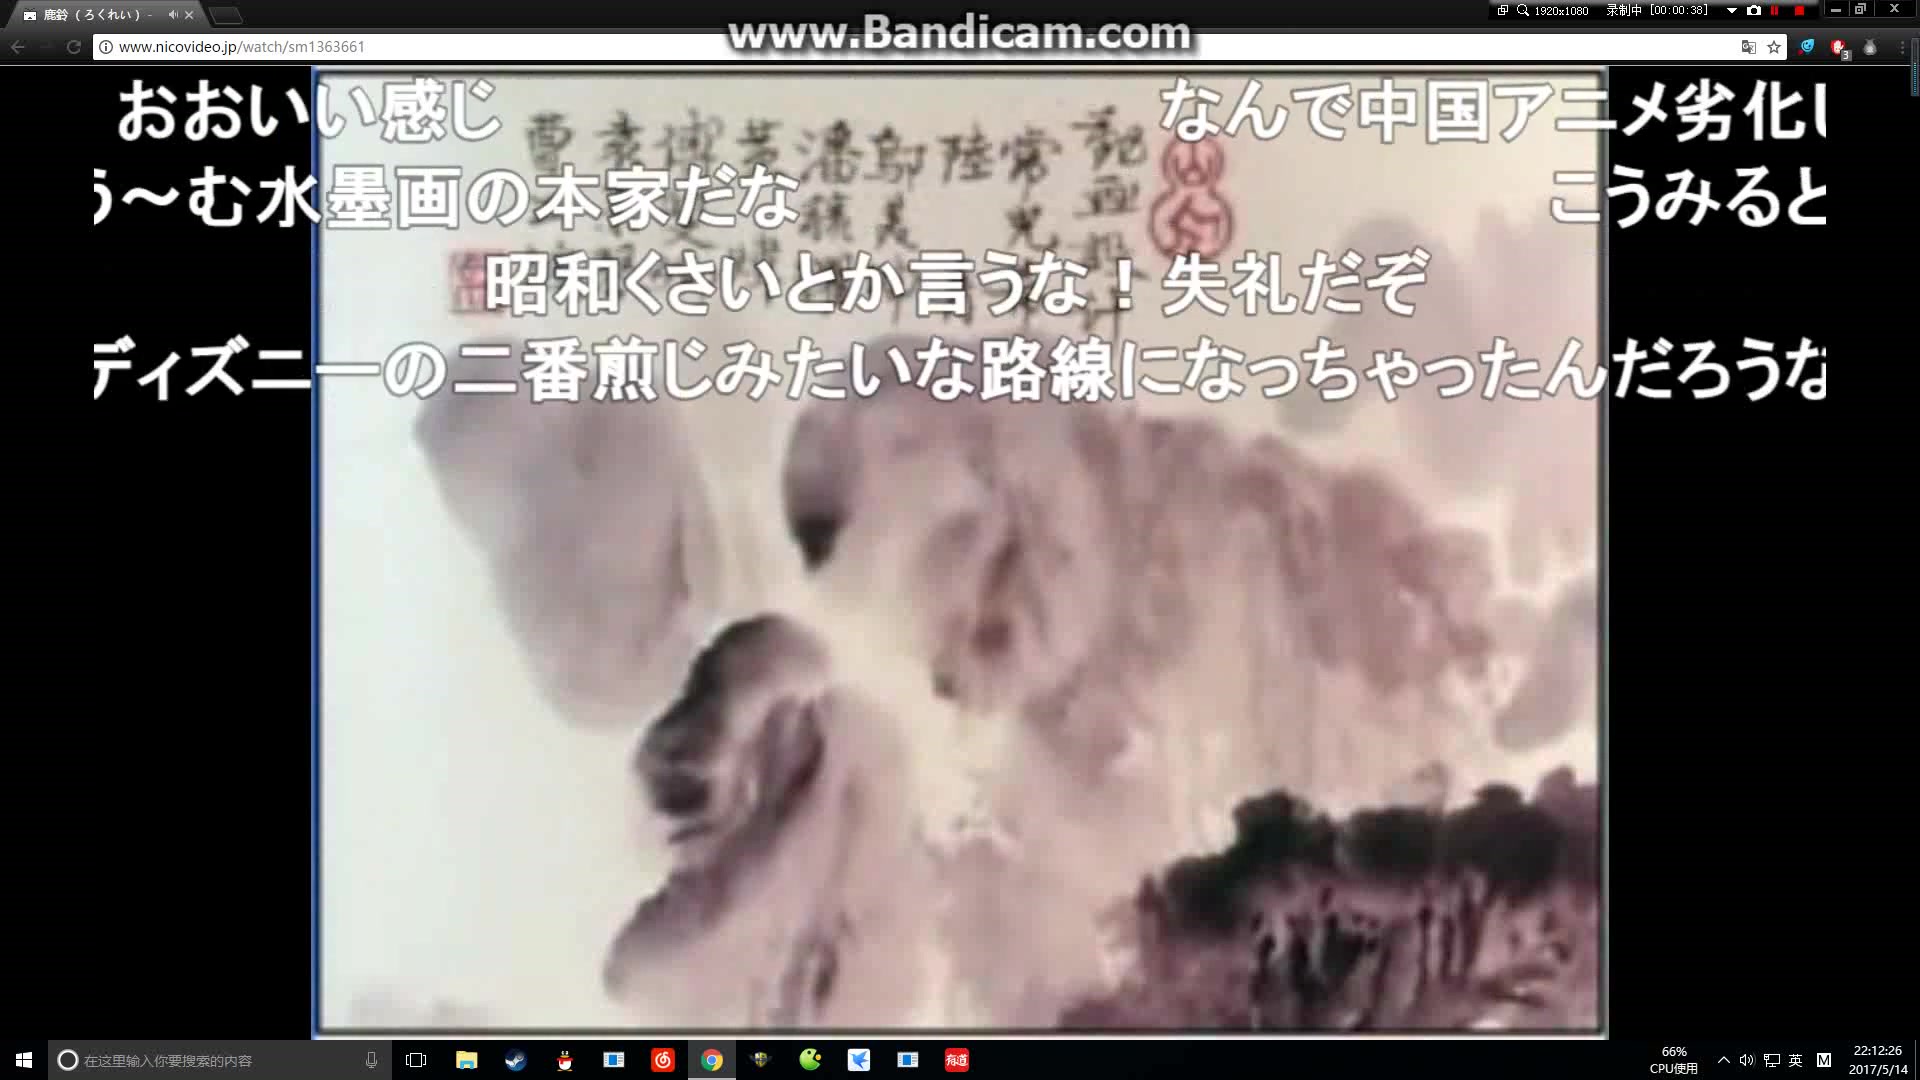 鹿鈴（ろくれい） -
www.Bandicam.com
1920x1080 录制中 [00:00:38]
www.nicovideo.jp/watch/sm1363661
3
おおいい感じ
なんで中国アニメ劣化し
う～む水墨画の本家だな
こうみると
昭和くさいとか言うな！失礼だぞ
ディズニーの二番煎じみたいな路線になっちゃったんだろうな
在这里输入你要搜索的内容
有道
66%
CPU使用
英
M
22:12:26
2017/5/14